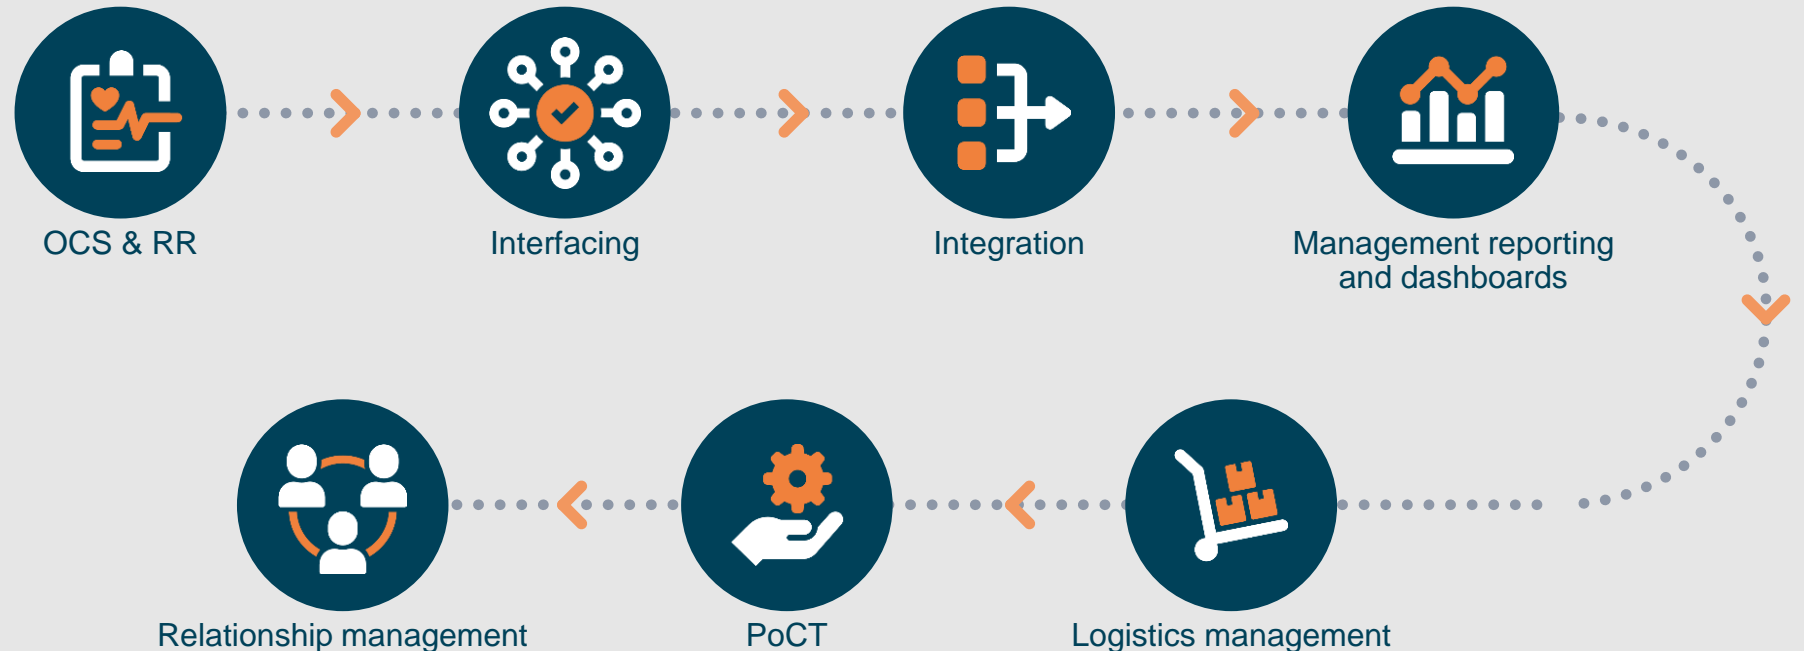 OCS & RR
Interfacing
Integration
Management reporting
and dashboards
Logistics management
PoCT
Relationship management